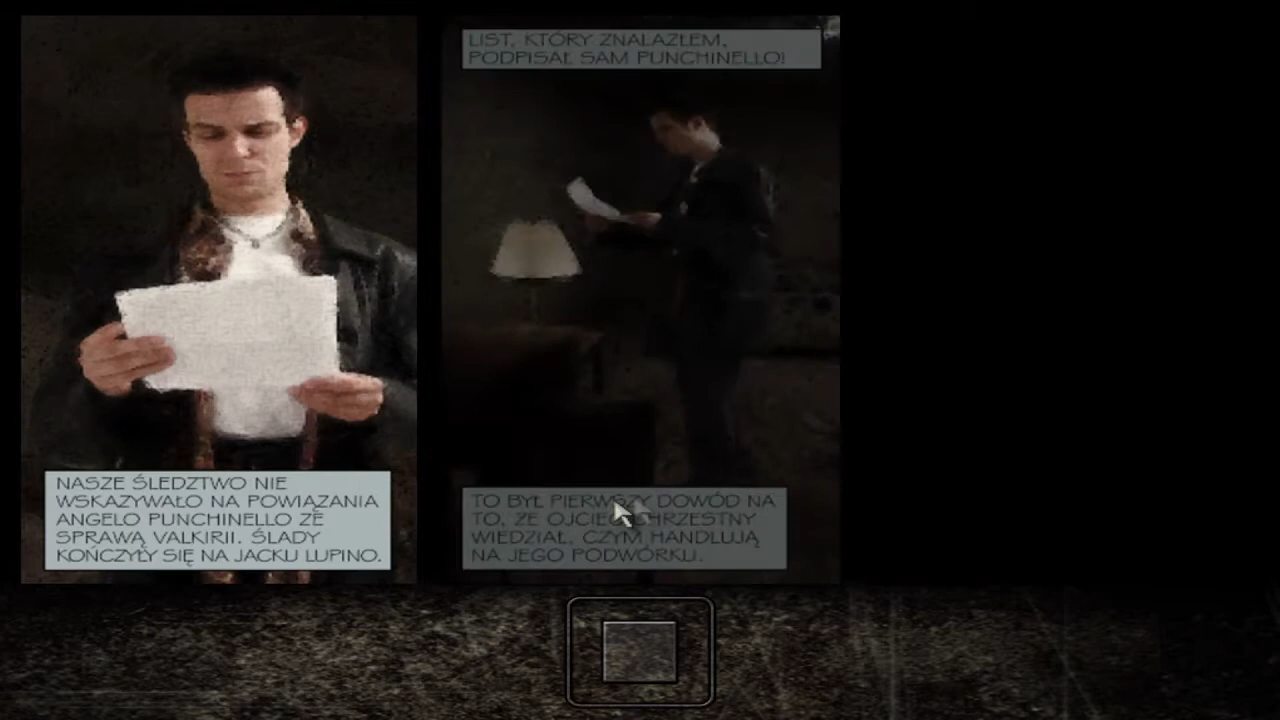 NASZE ŚLEDZTWO NIE
WSKAZYWAŁO NA POWIĄZANIA
ANGELO PUNCHINELLO ZE
SPRAWĄ VALKIRII. ŚLADY
KOŃCZYŁY SIĘ NA JACKU LUPINO.
LIST, KTÓRY ZNALAZŁEM,
PODPISAŁ SAM PUNCHINELLO!
TO BYŁ PIERWSZY DOWÓD NA
TO, ŻE OJCIEC CHRZESTNY
WIEDZIAŁ, CZYM HANDLUJĄ
NA JEGO PODWÓRKU.